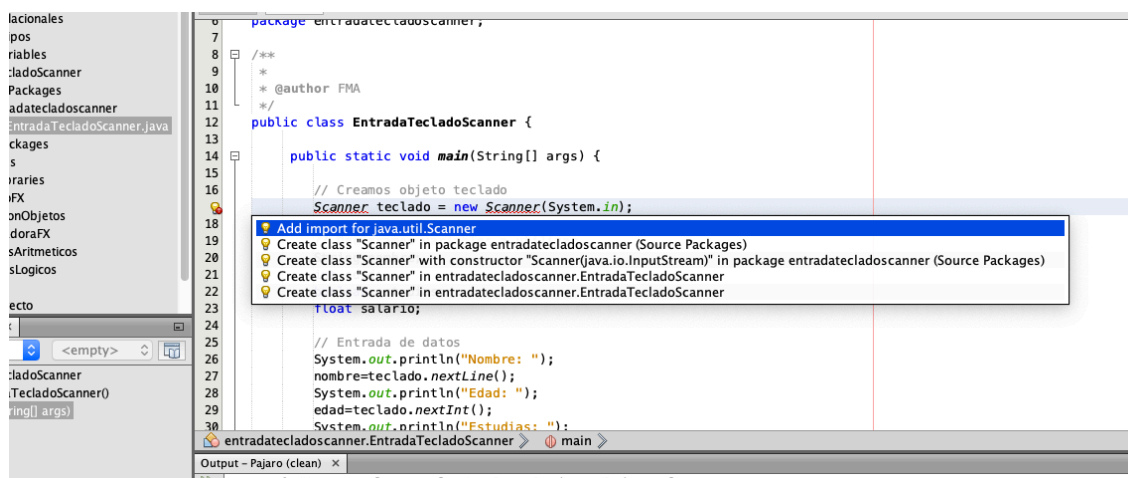 lacionales
ipos
riables
cladoScanner
Packages
adatecladoscanner
EntradaTecladoScanner.java
ckages
s
braries
oFX
onObjetos
doraFX
sAritmeticos
sLogicos
ecto
<empty>
cladoScanner
aTecladoScanner()
ring[] args)
6 package entradatecladoscanner;
7
8 /**
9 *
10 * @author FMA
11 */
12 public class EntradaTecladoScanner {
13
14 public static void main(String[] args) {
15
16 // Creamos objeto teclado
Scanner teclado = new Scanner(System.in);
18 Add import for java.util.Scanner
19 Create class "Scanner" in package entradatecladoscanner (Source Packages)
20 Create class "Scanner" with constructor "Scanner(java.io.InputStream)" in package entradatecladoscanner (Source Packages)
21 Create class "Scanner" in entradatecladoscanner.EntradaTecladoScanner
22 Create class "Scanner" in entradatecladoscanner.EntradaTecladoScanner
23 float salario;
24
25 // Entrada de datos
26 System.out.println("Nombre: ");
27 nombre=teclado.nextLine();
28 System.out.println("Edad: ");
29 edad=teclado.nextInt();
30 System.out.println("Estudias: ");
entradatecladoscanner.EntradaTecladoScanner main
Output - Pajaro (clean) ×